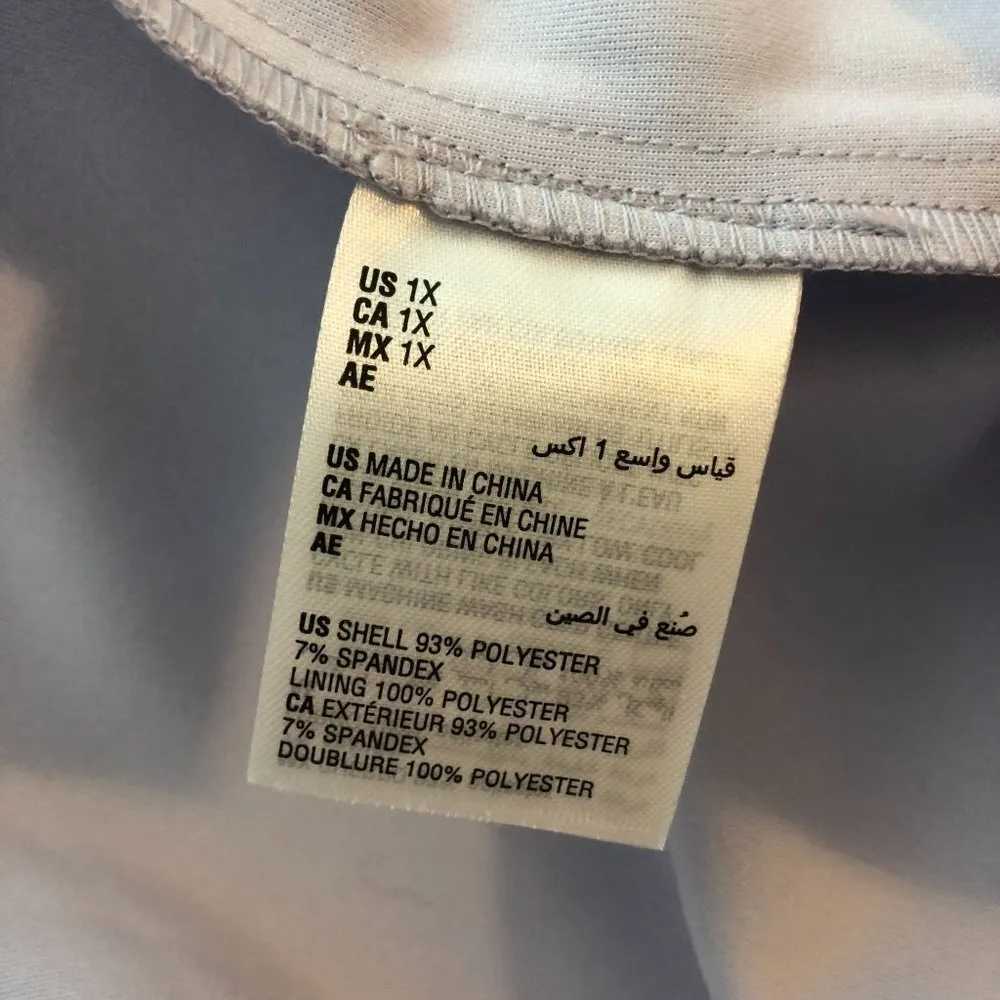 US 1X
CA 1X
MX 1X
AE
قياس واسع 1 اكس
US MADE IN CHINA
CA FABRIQUÉ EN CHINE
MX HECHO EN CHINA
AE
صُنع في الصين
US SHELL 93% POLYESTER
7% SPANDEX
LINING 100% POLYESTER
CA EXTÉRIEUR 93% POLYESTER
7% SPANDEX
DOUBLURE 100% POLYESTER